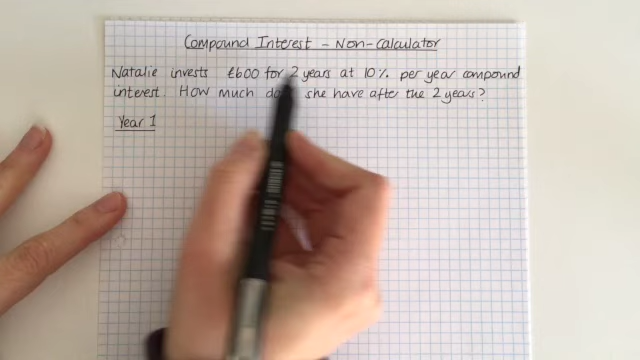 Compound Interest - Non-Calculator
Natalie invests £600 for 2 years at 10% per year compound
interest. How much she have after the 2 years?
Year 1